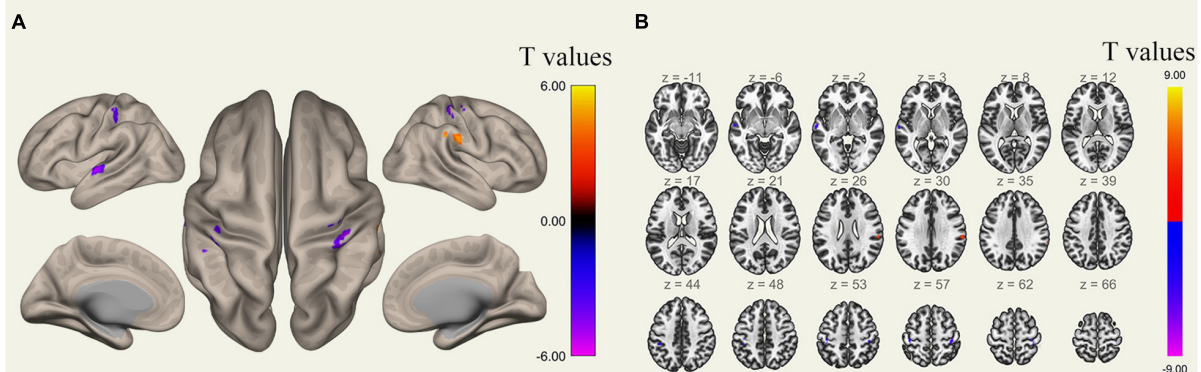 A
B
T values
6.00
0.00
-6.00
T values
9.00
-9.00
z = -11 z = -6 z = -2 z = 3 z = 8 z = 12
z = 17 z = 21 z = 26 z = 30 z = 35 z = 39
z = 44 z = 48 z = 53 z = 57 z = 62 z = 66